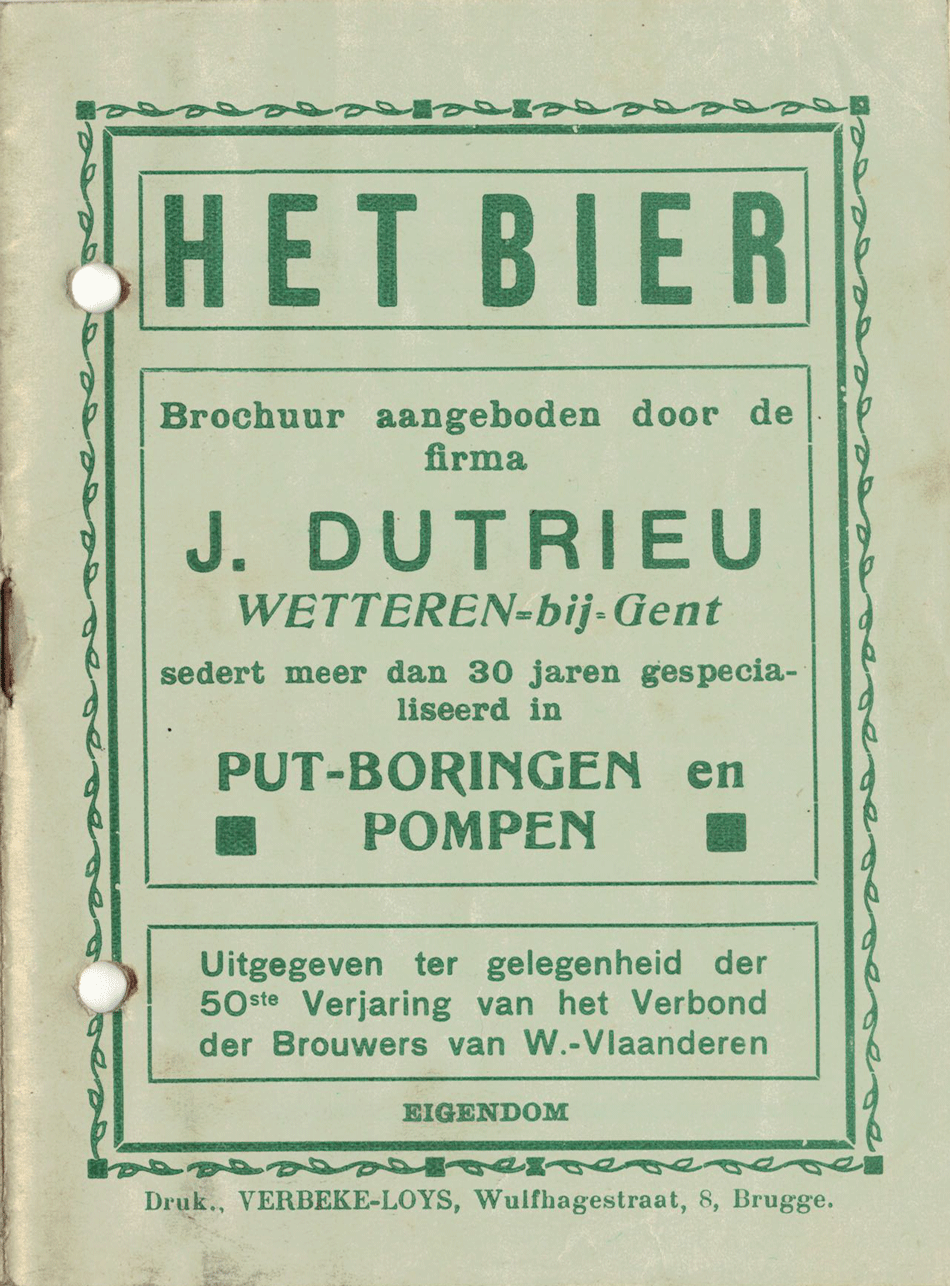 HET BIER
Brochuur aangeboden door de
firma
J. DUTRIEU
WETTEREN=bij=Gent
sedert meer dan 30 jaren gespecia-
liseerd in
PUT-BORINGEN en
POMPEN
Uitgegeven ter gelegenheid der
50ste Verjaring van het Verbond
der Brouwers van W.-Vlaanderen
EIGENDOM
Druk., VERBEKE-LOYS, Wulfhagestraat, 8, Brugge.